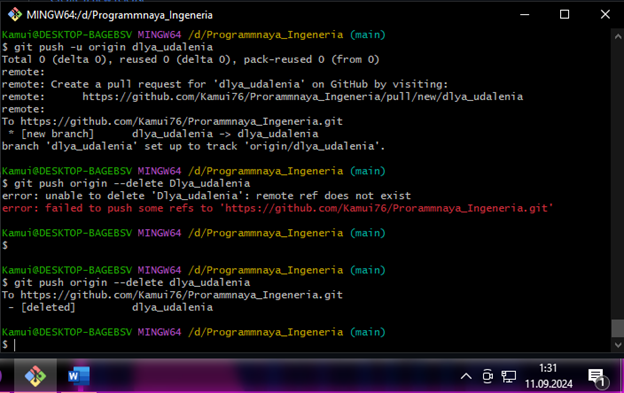 MINGW64:/d/Programmnaya_Ingeneria
Kamui@DESKTOP-BAGEBSV MINGW64 /d/Programmnaya_Ingeneria (main)
$ git push -u origin dlya_udalenia
Total 0 (delta 0), reused 0 (delta 0), pack-reused 0 (from 0)
remote:
remote: Create a pull request for 'dlya_udalenia' on GitHub by visiting:
remote:      https://github.com/Kamui76/Prorammnaya_Ingeneria/pull/new/dlya_udalenia
remote:
To https://github.com/Kamui76/Prorammnaya_Ingeneria.git
 * [new branch]      dlya_udalenia -> dlya_udalenia
branch 'dlya_udalenia' set up to track 'origin/dlya_udalenia'.
Kamui@DESKTOP-BAGEBSV MINGW64 /d/Programmnaya_Ingeneria (main)
$ git push origin --delete Dlya_udalenia
error: unable to delete 'Dlya_udalenia': remote ref does not exist
error: failed to push some refs to 'https://github.com/Kamui76/Prorammnaya_Ingeneria.git'
Kamui@DESKTOP-BAGEBSV MINGW64 /d/Programmnaya_Ingeneria (main)
$
Kamui@DESKTOP-BAGEBSV MINGW64 /d/Programmnaya_Ingeneria (main)
$ git push origin --delete dlya_udalenia
To https://github.com/Kamui76/Prorammnaya_Ingeneria.git
 - [deleted]         dlya_udalenia
Kamui@DESKTOP-BAGEBSV MINGW64 /d/Programmnaya_Ingeneria (main)
$
W
1:31
11.09.2024
1